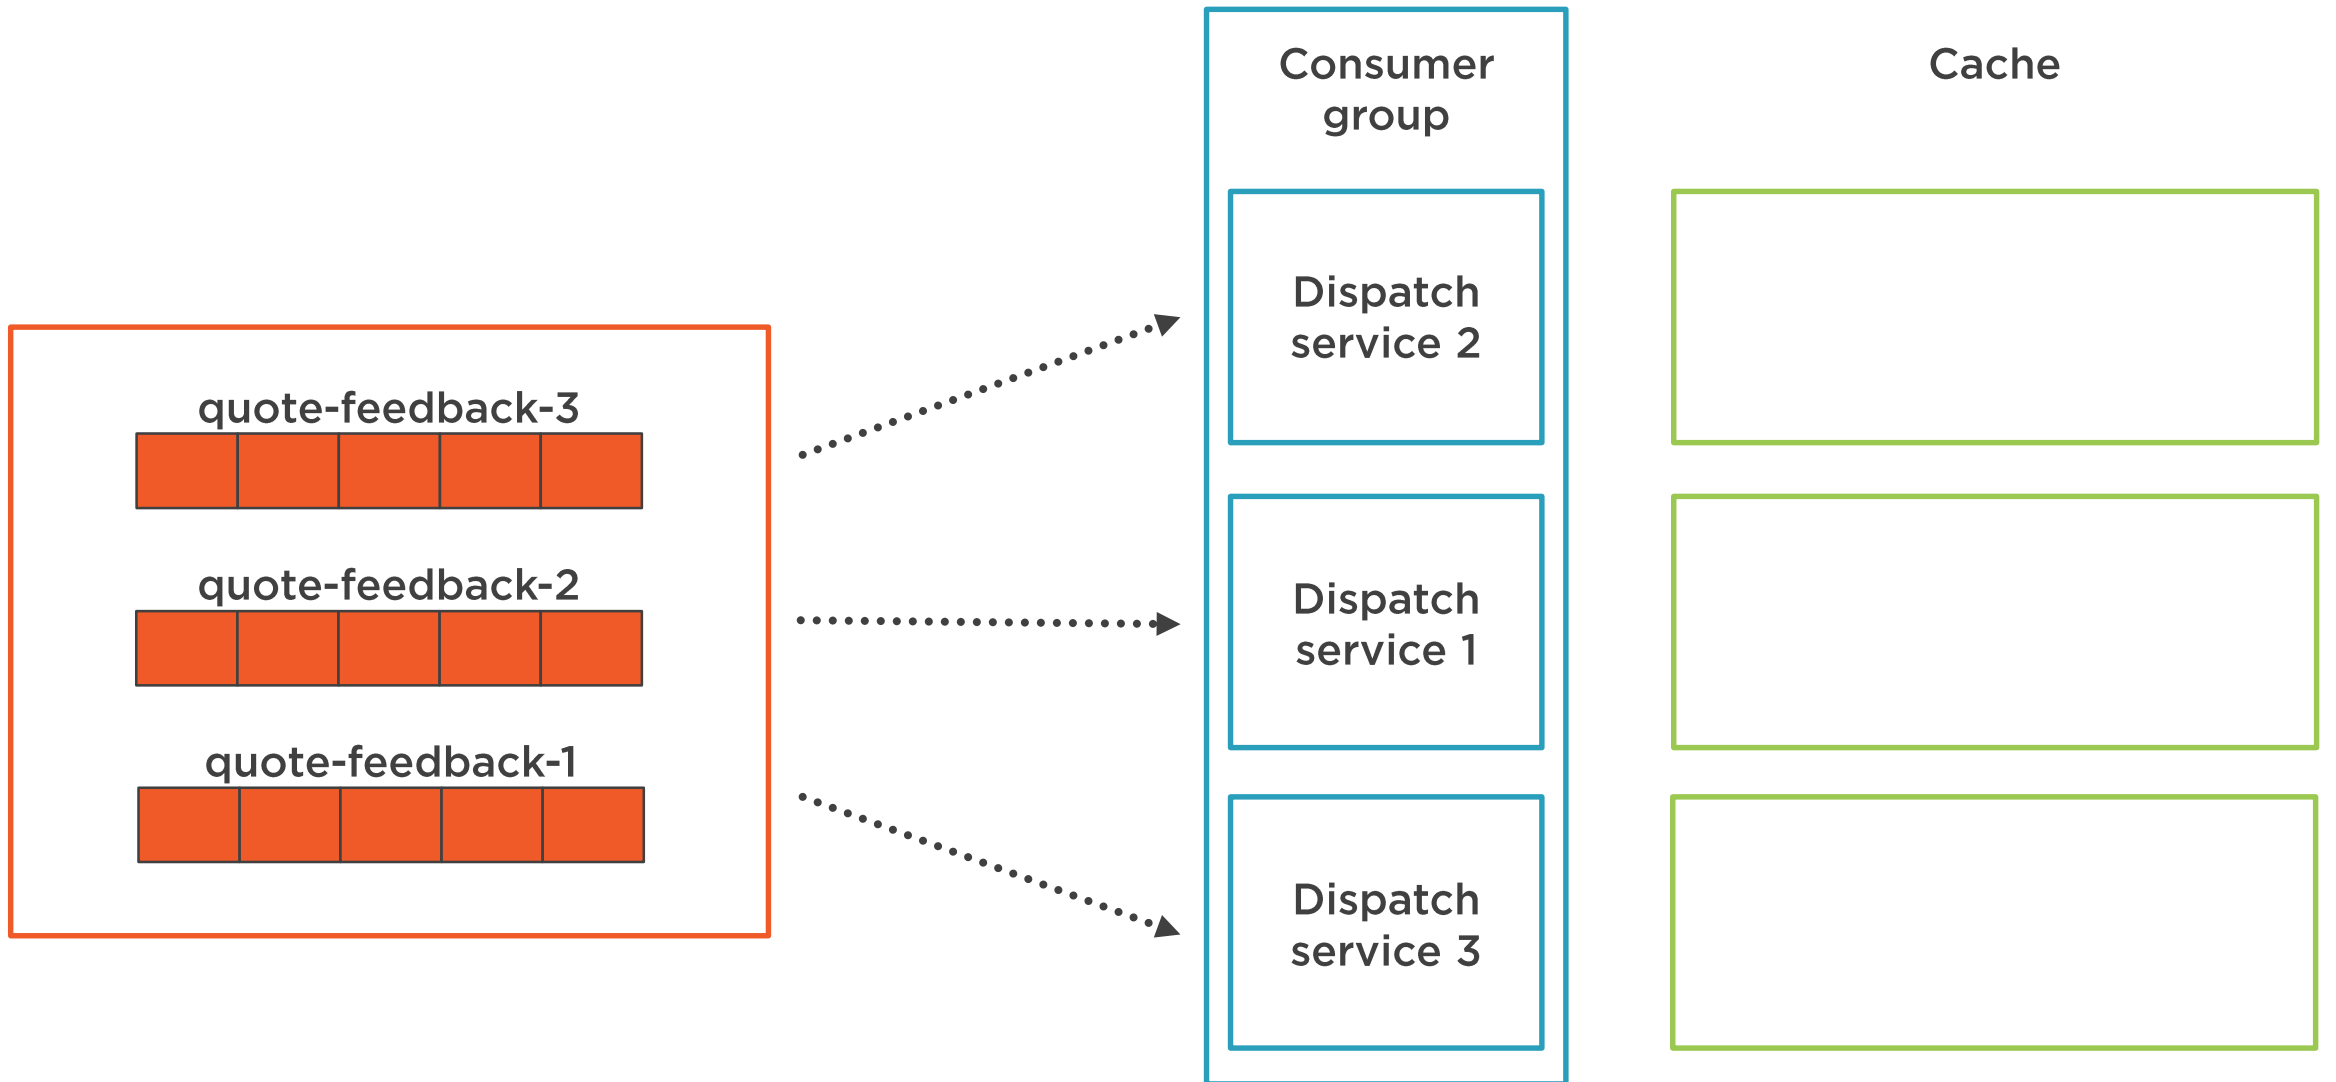 Consumer
group
Cache
Dispatch
service 2
quote-feedback-3
quote-feedback-2
Dispatch
service 1
quote-feedback-1
Dispatch
service 3